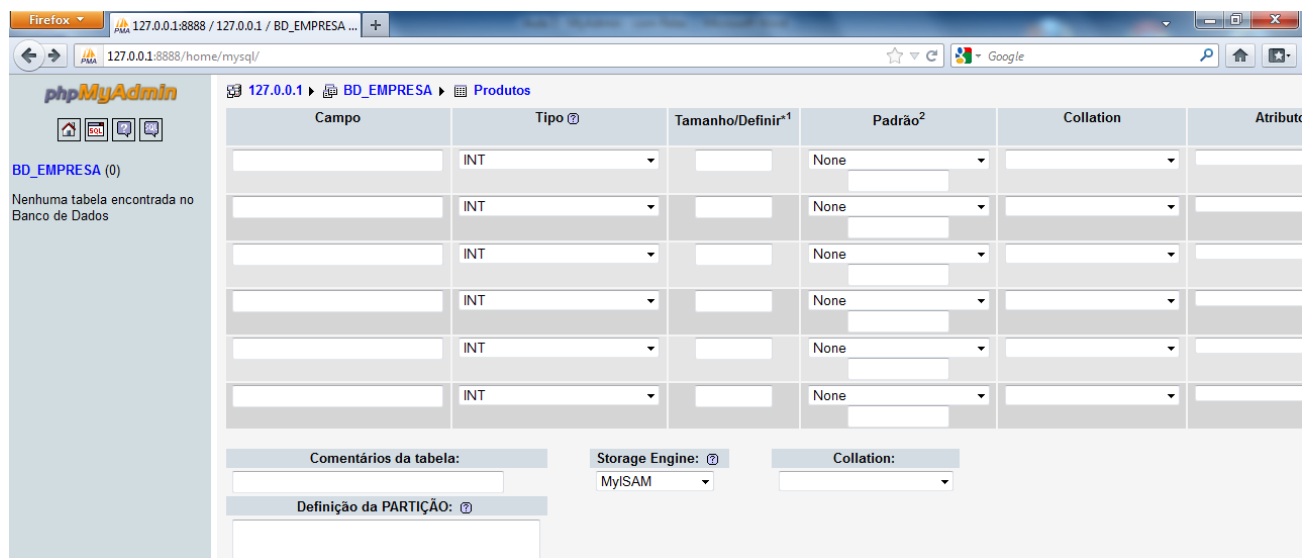 Firefox
PMA 127.0.0.1:8888 / 127.0.0.1 / BD_EMPRESA ... +
PMA 127.0.0.1:8888/home/mysql/
Google
phpMyAdmin
127.0.0.1 BD_EMPRESA Produtos
SQL
BD_EMPRESA (0)
Nenhuma tabela encontrada no
Banco de Dados
Campo Tipo Tamanho/Definir*1 Padrão2 Collation Atributo
INT None
INT None
INT None
INT None
INT None
INT None
Comentários da tabela: Storage Engine: Collation:
MyISAM
Definição da PARTIÇÃO: